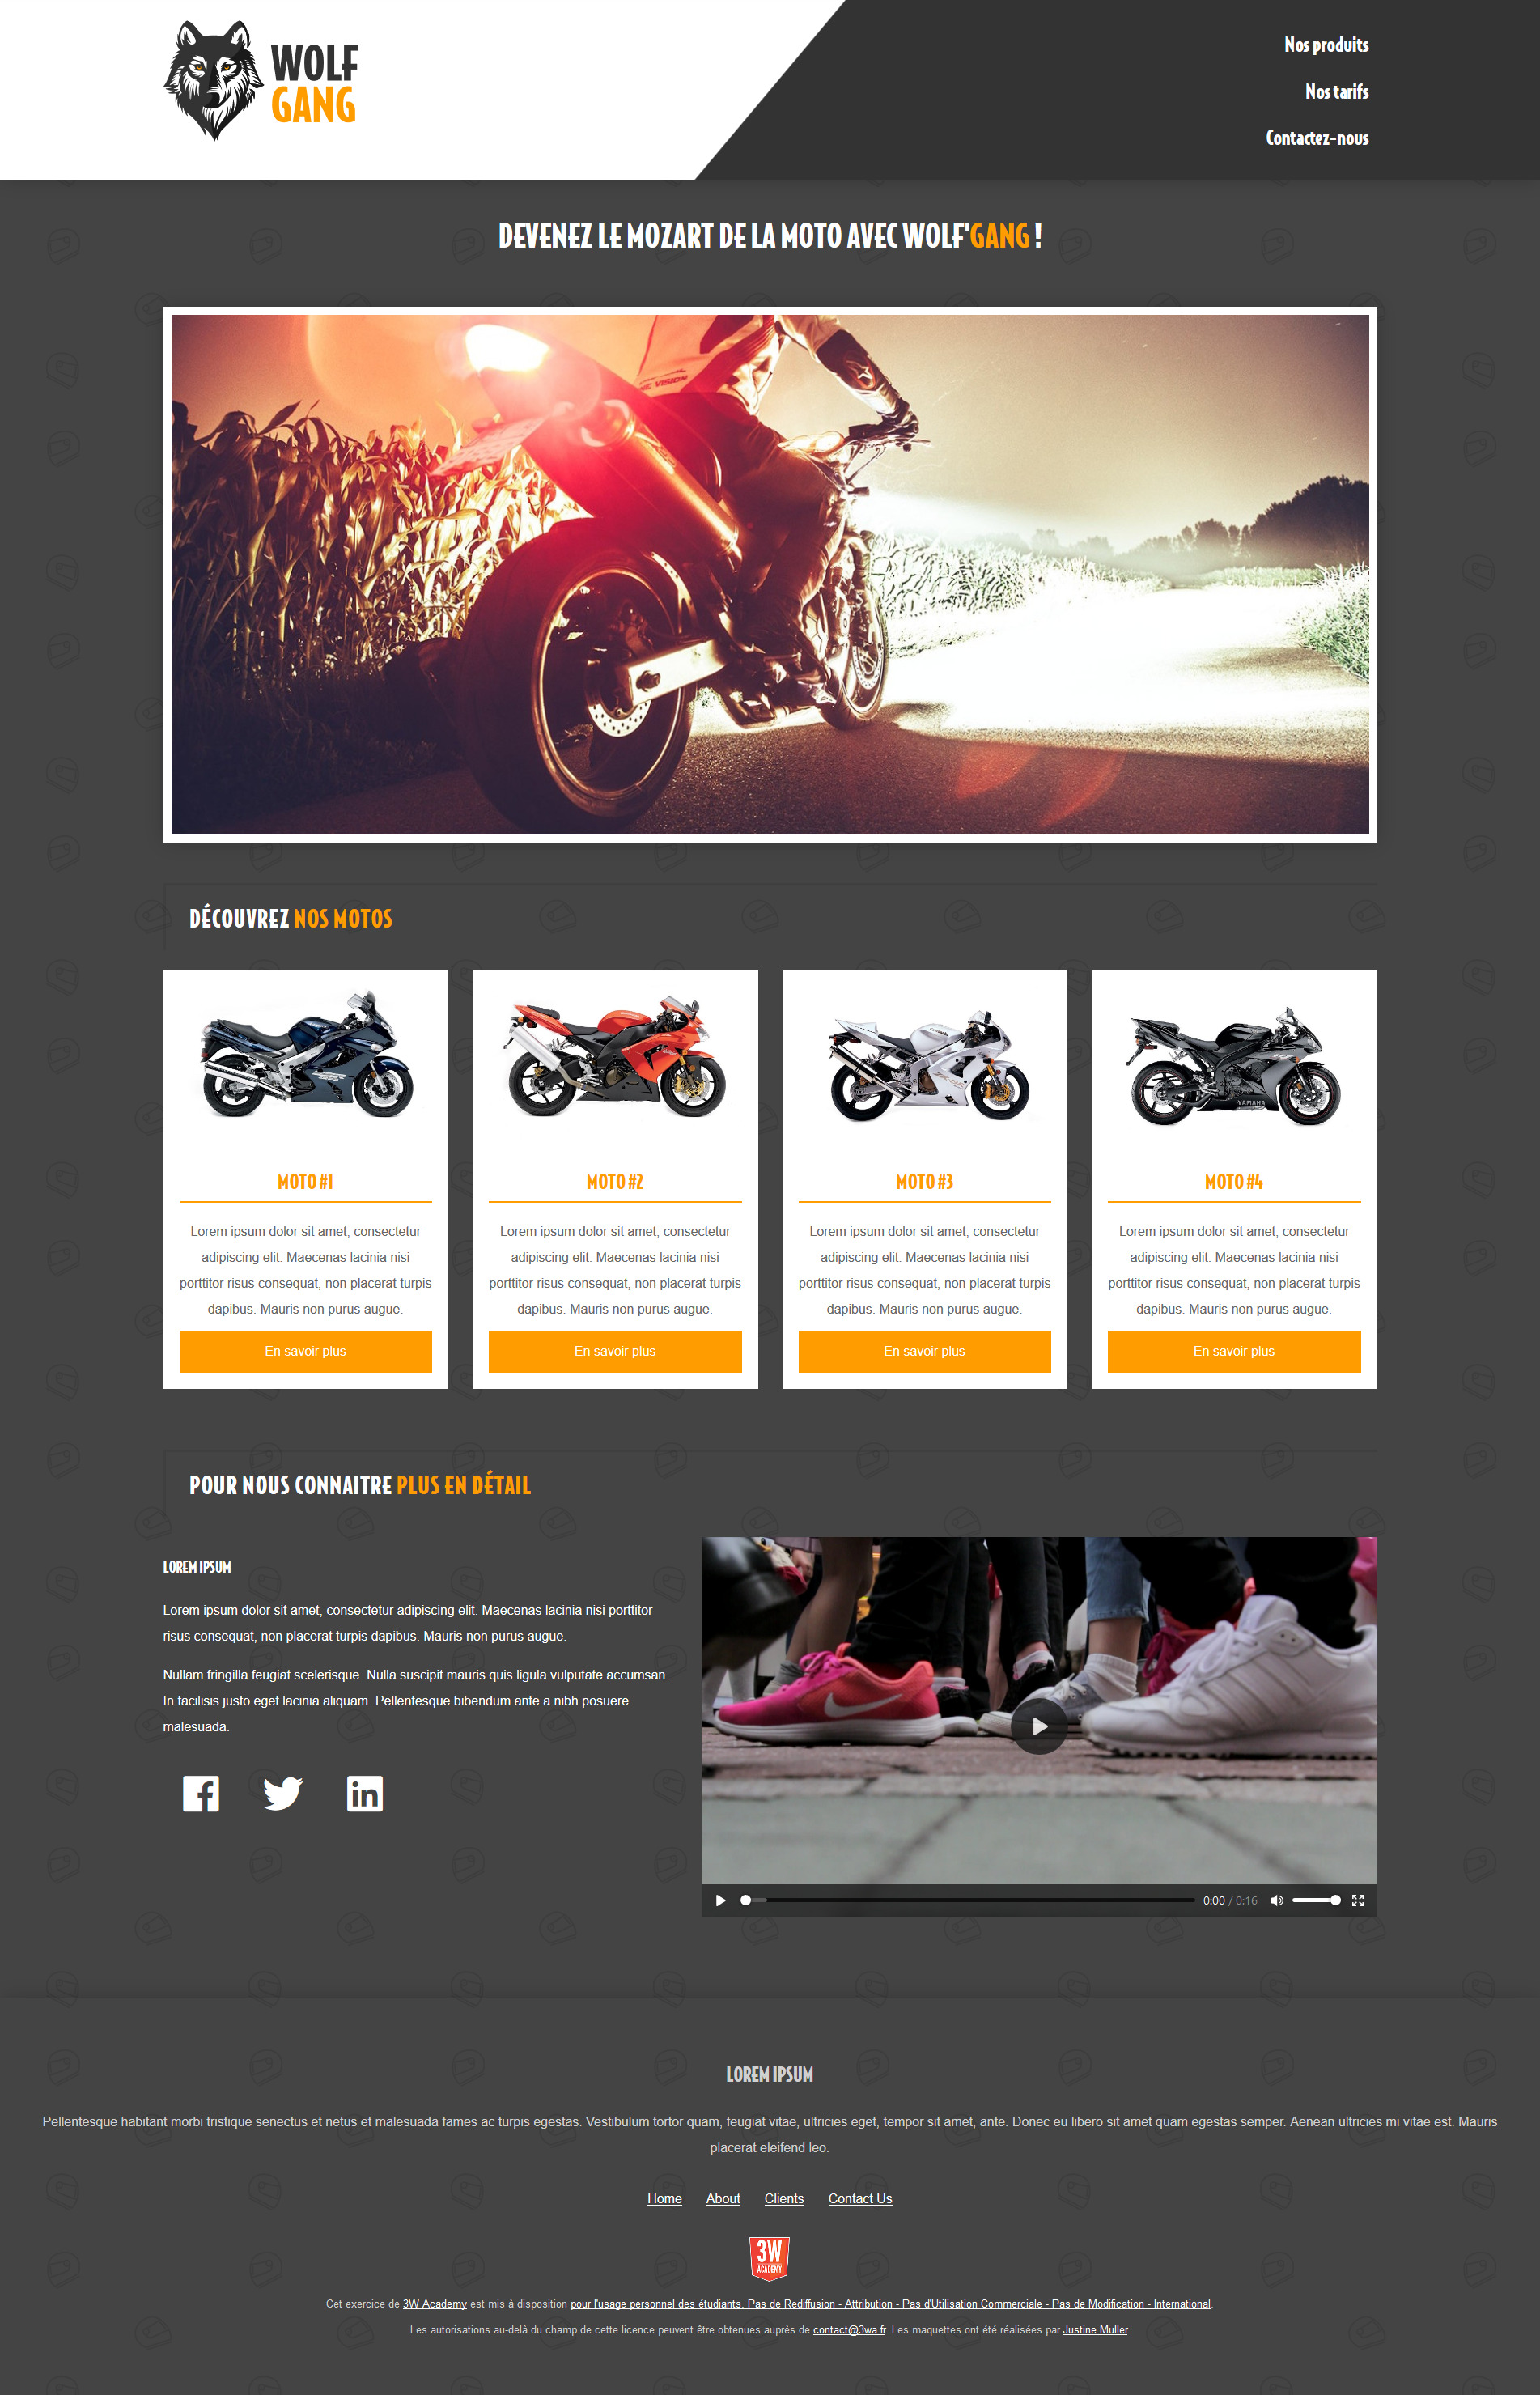 WOLF
GANG
Nos produits
Nos tarifs
Contactez-nous
DEVENEZ LE MOZART DE LA MOTO AVEC WOLF'GANG !
VISION
DÉCOUVREZ NOS MOTOS
YAMAHA
MOTO #1
Lorem ipsum dolor sit amet, consectetur
adipiscing elit. Maecenas lacinia nisi
porttitor risus consequat, non placerat turpis
dapibus. Mauris non purus augue.
En savoir plus
MOTO #2
Lorem ipsum dolor sit amet, consectetur
adipiscing elit. Maecenas lacinia nisi
porttitor risus consequat, non placerat turpis
dapibus. Mauris non purus augue.
En savoir plus
MOTO #3
Lorem ipsum dolor sit amet, consectetur
adipiscing elit. Maecenas lacinia nisi
porttitor risus consequat, non placerat turpis
dapibus. Mauris non purus augue.
En savoir plus
MOTO #4
Lorem ipsum dolor sit amet, consectetur
adipiscing elit. Maecenas lacinia nisi
porttitor risus consequat, non placerat turpis
dapibus. Mauris non purus augue.
En savoir plus
POUR NOUS CONNAITRE PLUS EN DÉTAIL
LOREM IPSUM
Lorem ipsum dolor sit amet, consectetur adipiscing elit. Maecenas lacinia nisi porttitor
risus consequat, non placerat turpis dapibus. Mauris non purus augue.
Nullam fringilla feugiat scelerisque. Nulla suscipit mauris quis ligula vulputate accumsan.
In facilisis justo eget lacinia aliquam. Pellentesque bibendum ante a nibh posuere
malesuada.
in
0:00 / 0:16
LOREM IPSUM
Pellentesque habitant morbi tristique senectus et netus et malesuada fames ac turpis egestas. Vestibulum tortor quam, feugiat vitae, ultricies eget, tempor sit amet, ante. Donec eu libero sit amet quam egestas semper. Aenean ultricies mi vitae est. Mauris
placerat eleifend leo.
Home About Clients Contact Us
3W
ACADEMY
Cet exercice de 3W Academy est mis à disposition pour l'usage personnel des étudiants, Pas de Rediffusion - Attribution - Pas d'Utilisation Commerciale - Pas de Modification - International.
Les autorisations au-delà du champ de cette licence peuvent être obtenues auprès de contact@3wa.fr. Les maquettes ont été réalisées par Justine Muller.